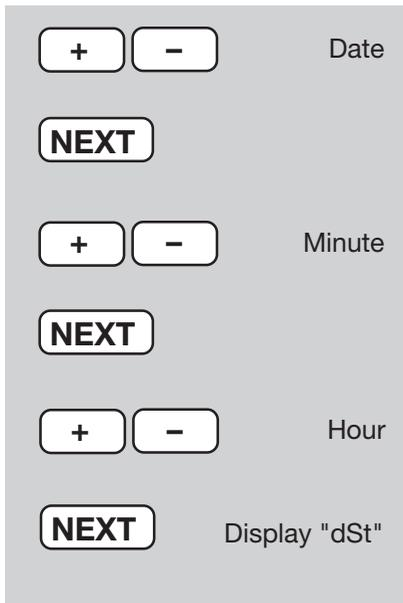 + − Date
NEXT
+ − Minute
NEXT
+ − Hour
NEXT Display "dSt"